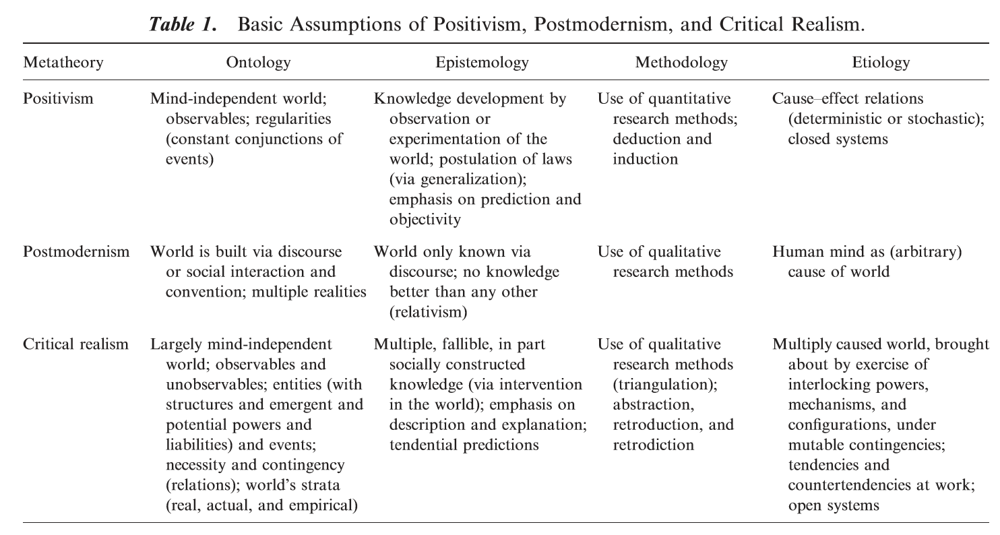 Table 1. Basic Assumptions of Positivism, Postmodernism, and Critical Realism.
Metatheory Ontology Epistemology Methodology Etiology
Positivism
Mind-independent world;
observables; regularities
(constant conjunctions of
events)
Knowledge development by
observation or
experimentation of the
world; postulation of laws
(via generalization);
emphasis on prediction and
objectivity
Use of quantitative
research methods;
deduction and
induction
Cause–effect relations
(deterministic or stochastic);
closed systems
Postmodernism
World is built via discourse
or social interaction and
convention; multiple realities
World only known via
discourse; no knowledge
better than any other
(relativism)
Use of qualitative
research methods
Human mind as (arbitrary)
cause of world
Critical realism
Largely mind-independent
world; observables and
unobservables; entities (with
structures and emergent and
potential powers and
liabilities) and events;
necessity and contingency
(relations); world's strata
(real, actual, and empirical)
Multiple, fallible, in part
socially constructed
knowledge (via intervention
in the world); emphasis on
description and explanation;
tendential predictions
Use of qualitative
research methods
(triangulation);
abstraction,
retroduction, and
retrodiction
Multiply caused world, brought
about by exercise of
interlocking powers,
mechanisms, and
configurations, under
mutable contingencies;
tendencies and
countertendencies at work;
open systems